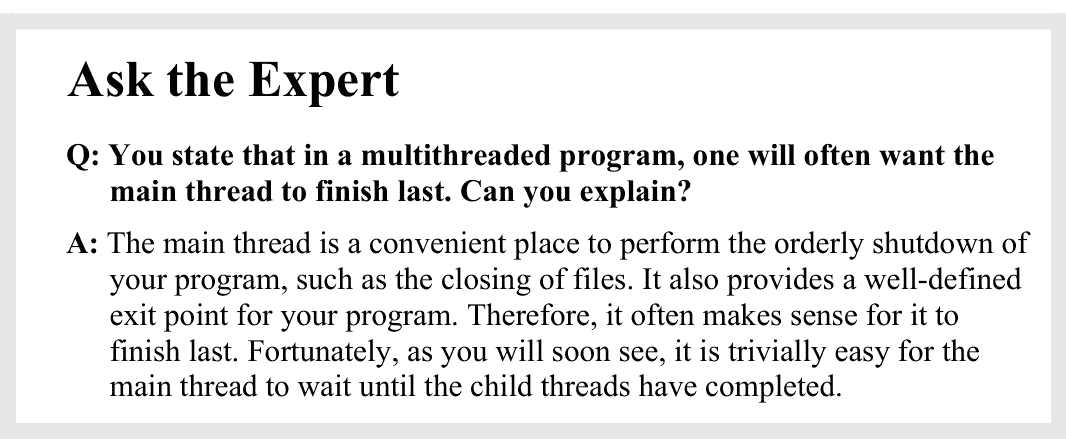 Ask the Expert
Q: You state that in a multithreaded program, one will often want the
main thread to finish last. Can you explain?
A: The main thread is a convenient place to perform the orderly shutdown of
your program, such as the closing of files. It also provides a well-defined
exit point for your program. Therefore, it often makes sense for it to
finish last. Fortunately, as you will soon see, it is trivially easy for the
main thread to wait until the child threads have completed.